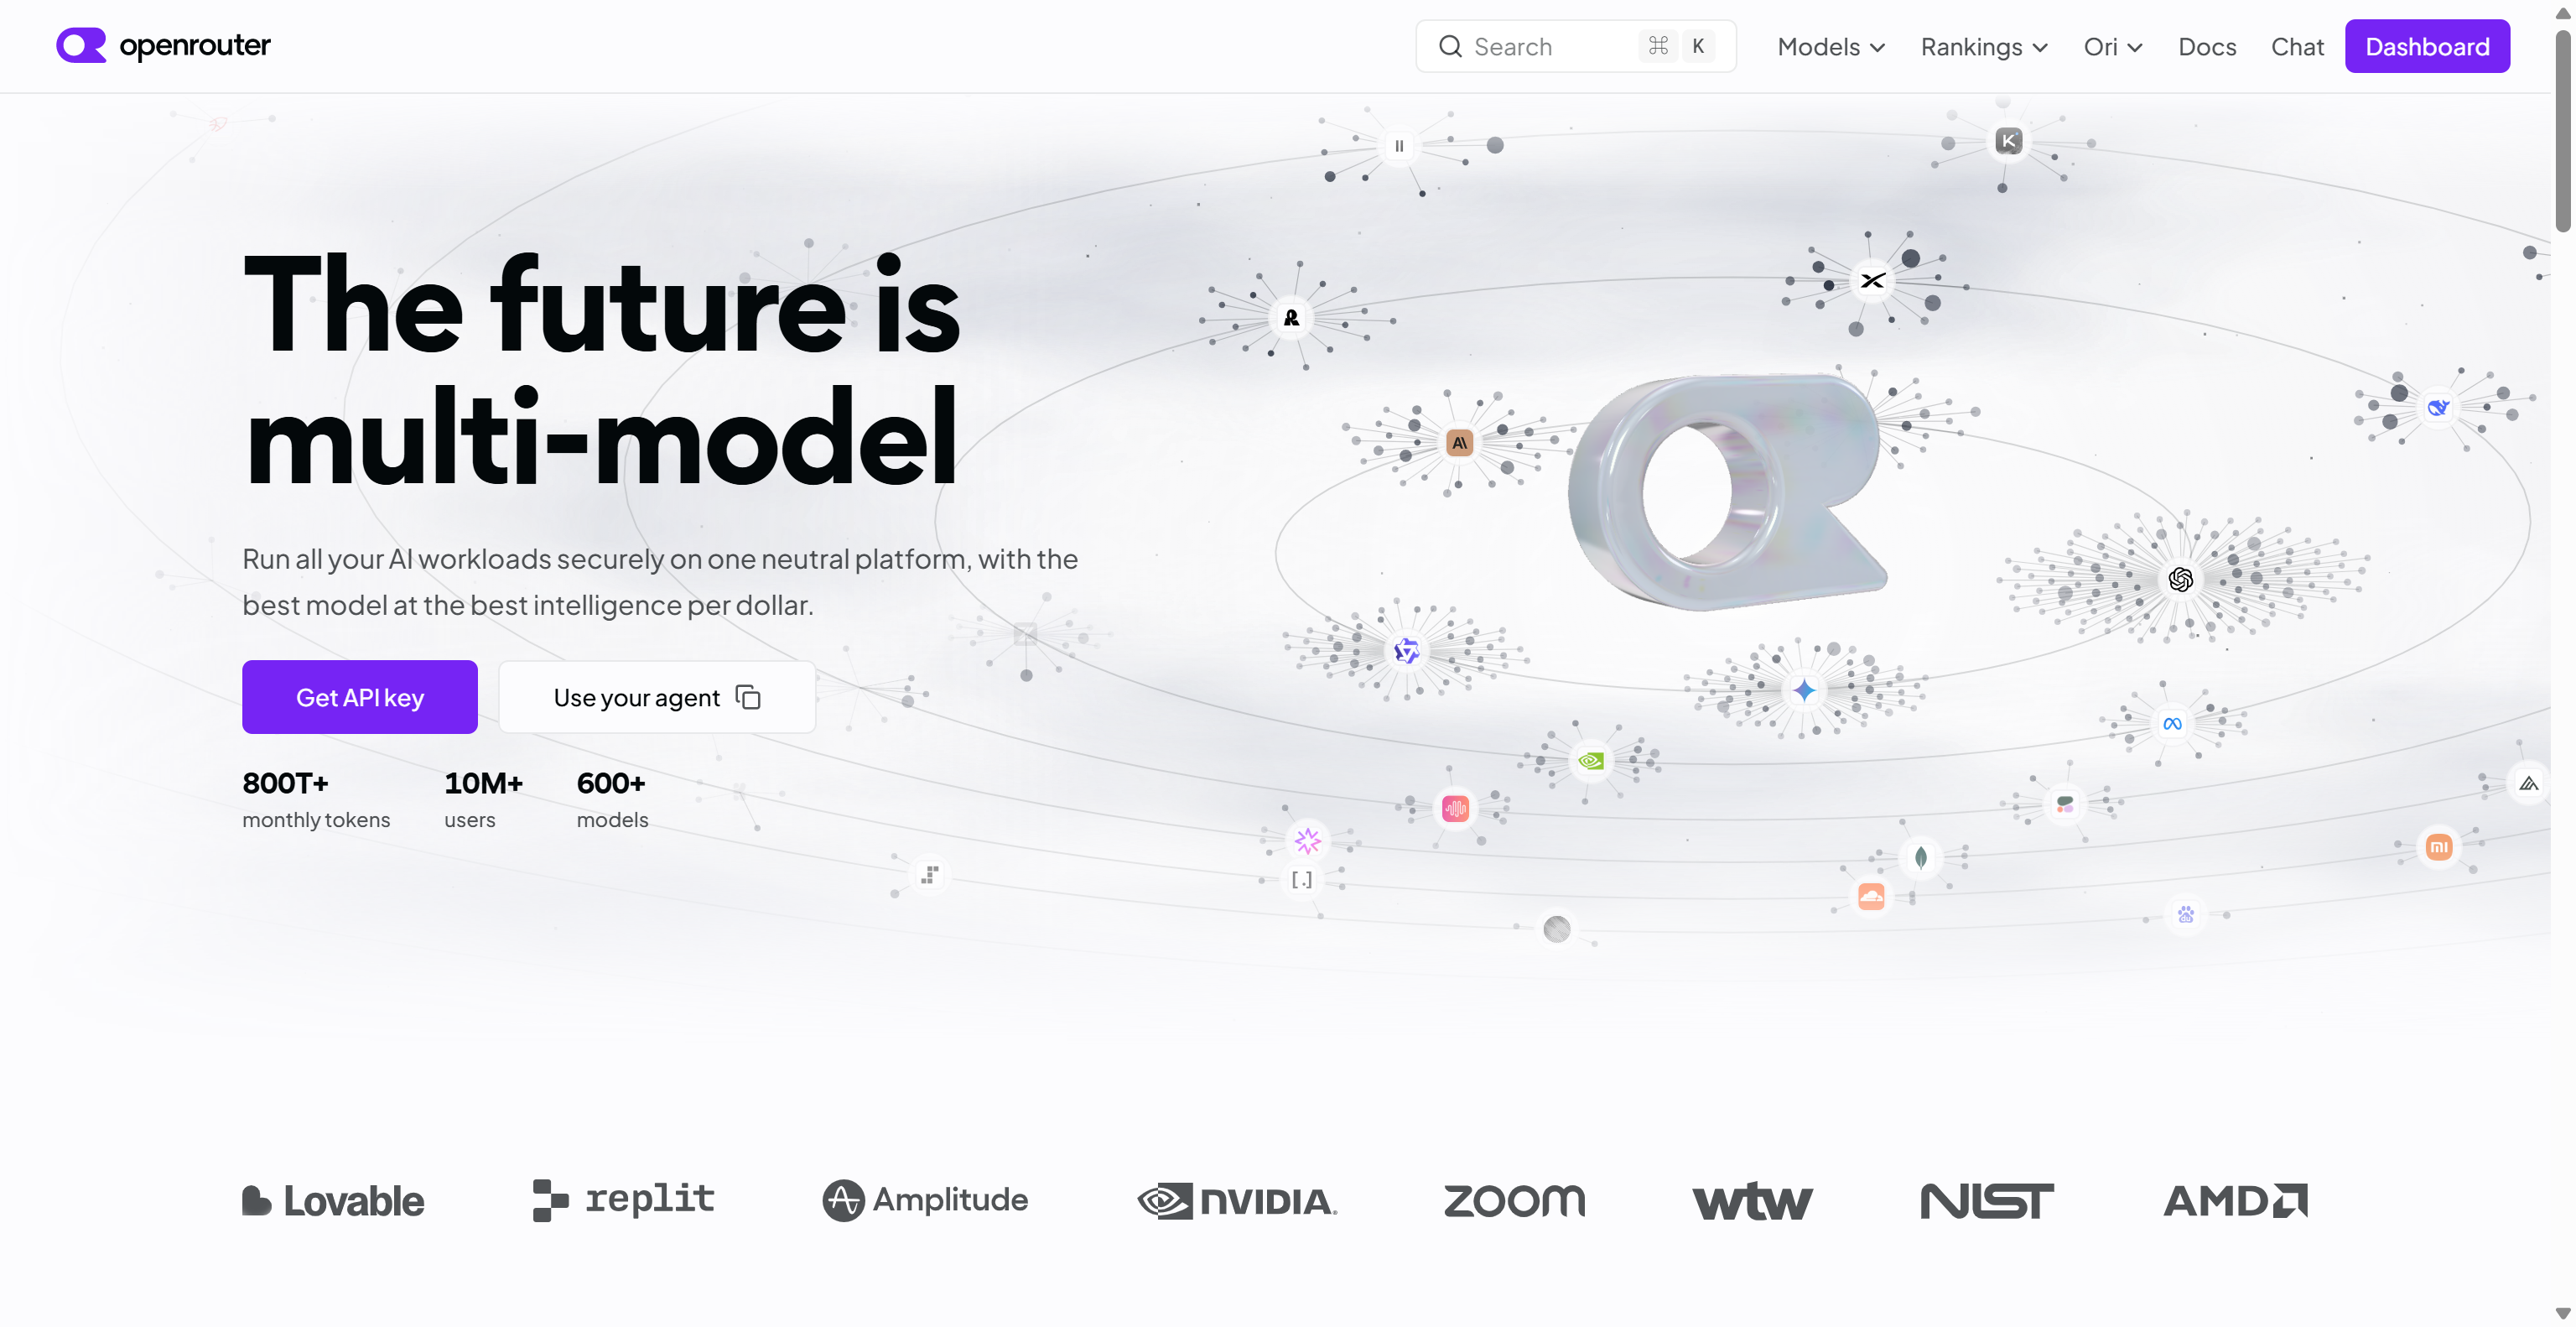 openrouter
Search
⌘ K
Models
Rankings
Ori
Docs
Chat
Dashboard
The future is
multi-model
Run all your AI workloads securely on one neutral platform, with the
best model at the best intelligence per dollar.
Get API key
Use your agent
800T+
monthly tokens
10M+
users
600+
models
Lovable
replit
Amplitude
NVIDIA.
zoom
wtw
NIST
AMD